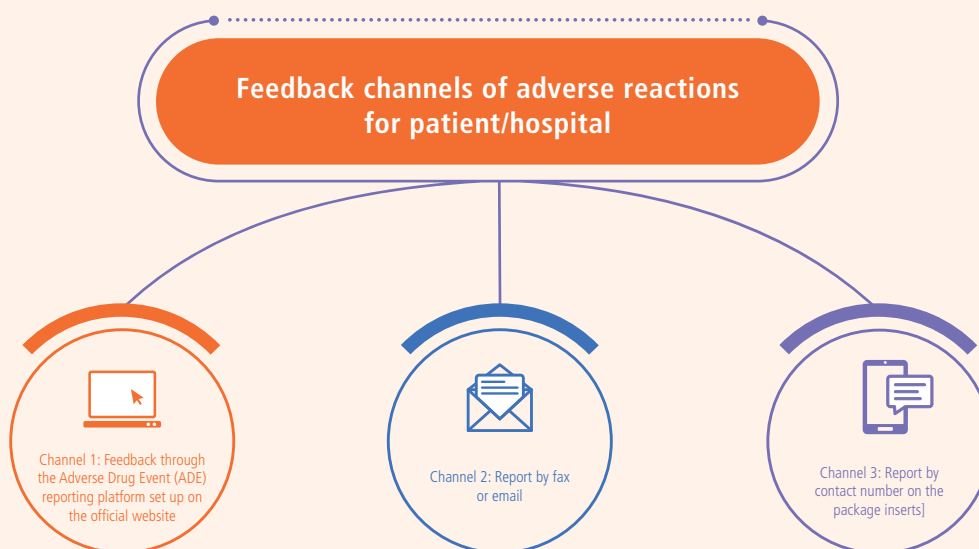 Feedback channels of adverse reactions
for patient/hospital
Channel 1: Feedback through
the Adverse Drug Event (ADE)
reporting platform set up on
the official website
Channel 2: Report by fax
or email
Channel 3: Report by
contact number on the
package inserts]